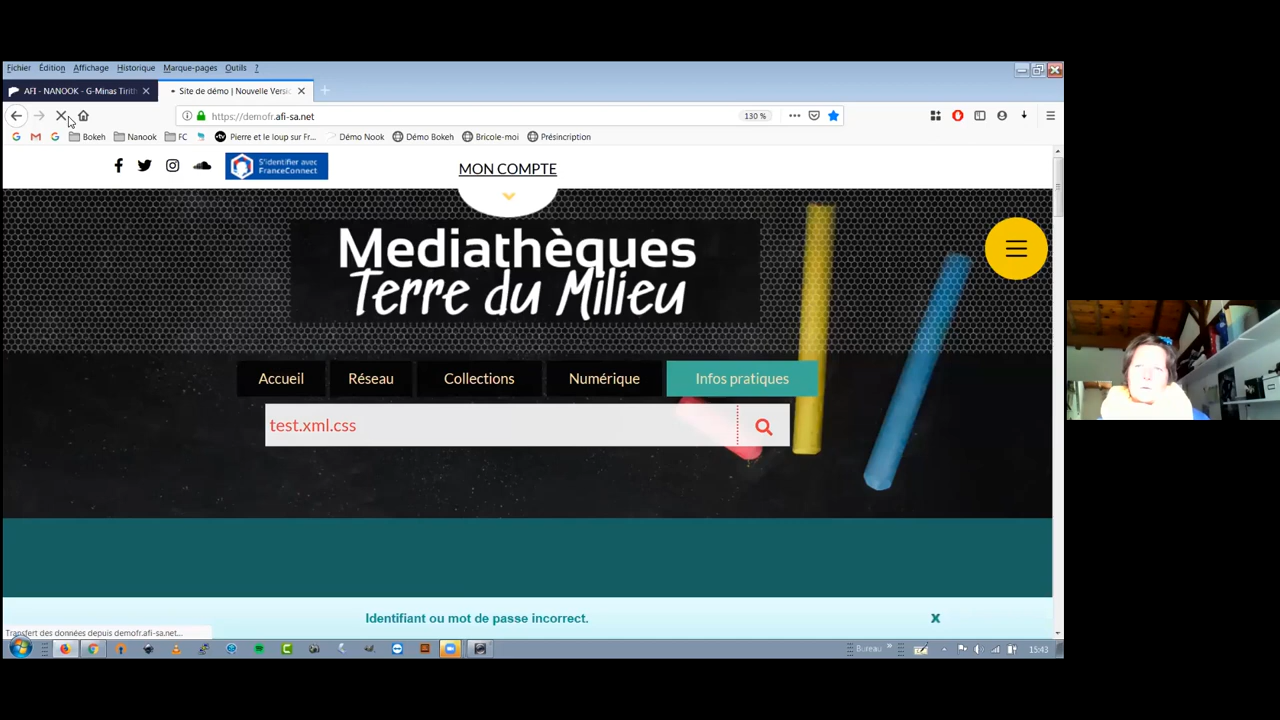 Fichier Édition Affichage Historique Marque-pages Outils ?
AFI - NANOOK - G-Minas Tirith
Site de démo | Nouvelle Versio
https://demofr.afi-sa.net
130 %
Bokeh Nanook FC Pierre et le loup sur Fr... Démo Nook Démo Bokeh Bricole-moi Préinscription
S'identifier avec
FranceConnect
MON COMPTE
Mediathèques
Terre du Milieu
Accueil Réseau Collections Numérique Infos pratiques
test.xml.css
Identifiant ou mot de passe incorrect.
X
Transfert des données depuis demofr.afi-sa.net...
Bureau »
15:43